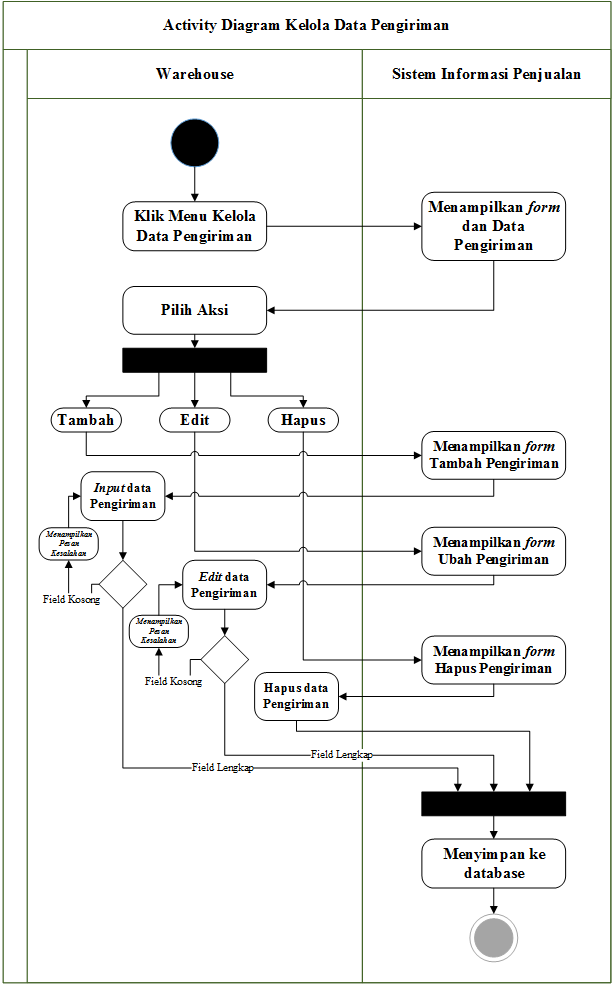 Activity Diagram Kelola Data Pengiriman
Warehouse
Sistem Informasi Penjualan
Klik Menu Kelola
Data Pengiriman
Menampilkan form
dan Data
Pengiriman
Pilih Aksi
Tambah
Edit
Hapus
Menampilkan form
Tambah Pengiriman
Input data
Pengiriman
Menampilkan
Pesan
Kesalahan
Field Kosong
Menampilkan form
Ubah Pengiriman
Edit data
Pengiriman
Menampilkan
Pesan
Kesalahan
Field Kosong
Menampilkan form
Hapus Pengiriman
Hapus data
Pengiriman
Field Lengkap
Field Lengkap
Menyimpan ke
database